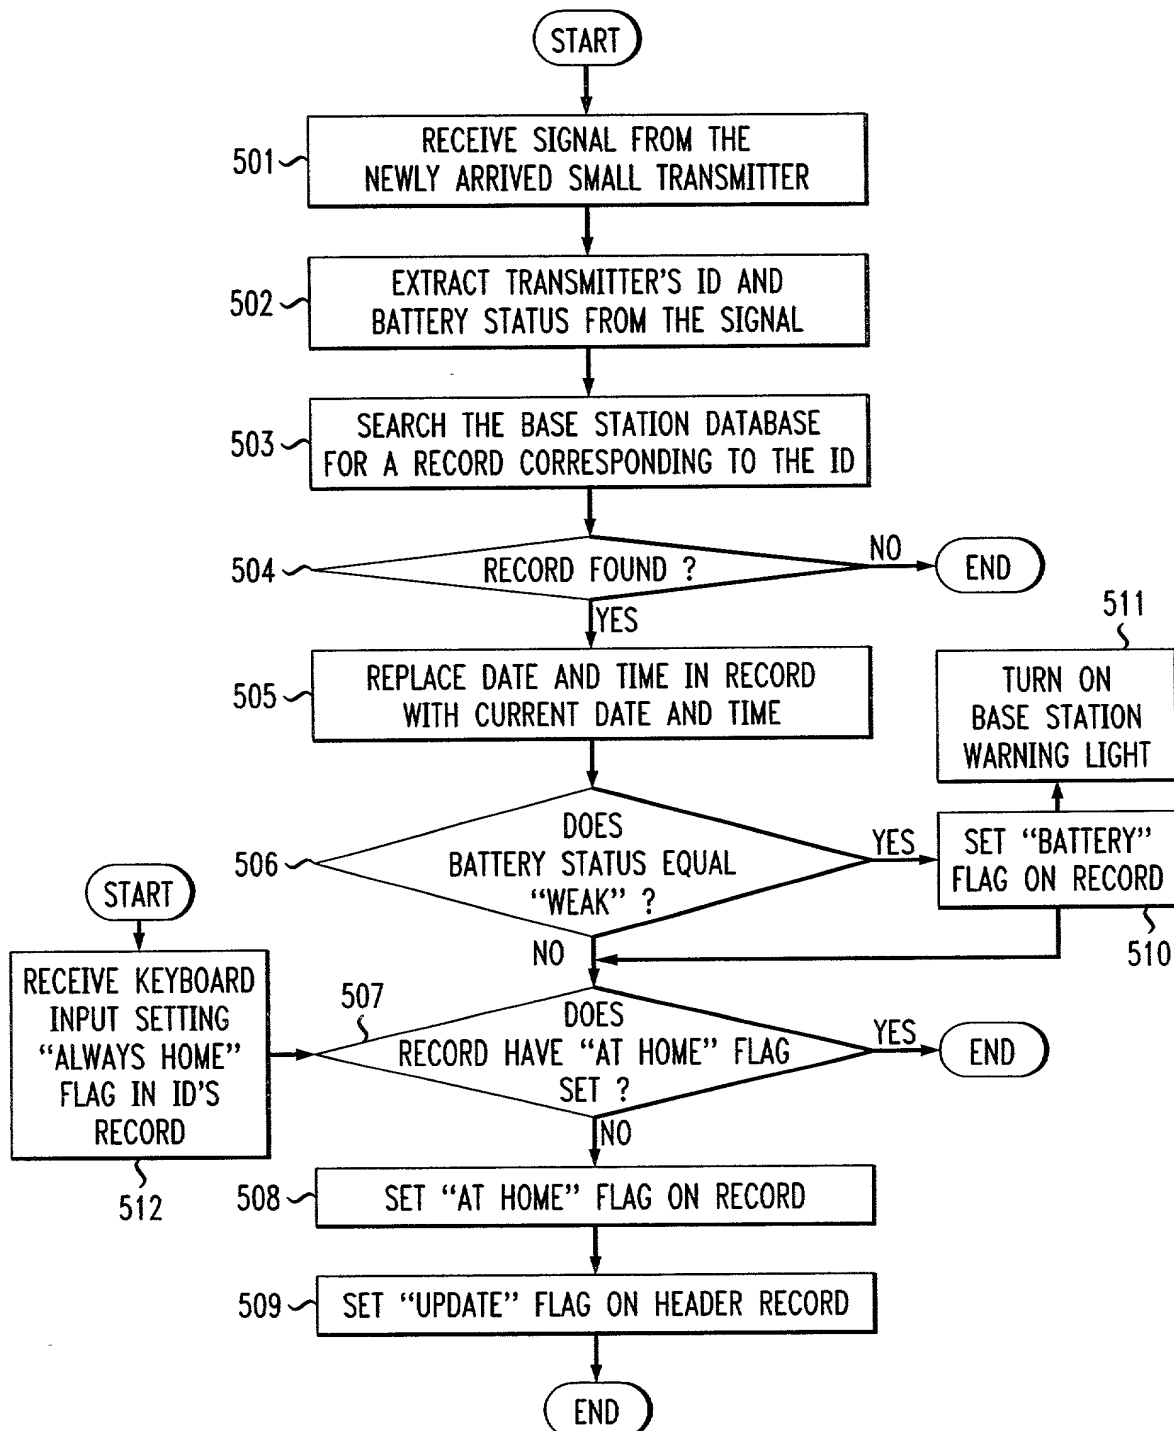 START
501
RECEIVE SIGNAL FROM THE
NEWLY ARRIVED SMALL TRANSMITTER
502
EXTRACT TRANSMITTER'S ID AND
BATTERY STATUS FROM THE SIGNAL
503
SEARCH THE BASE STATION DATABASE
FOR A RECORD CORRESPONDING TO THE ID
504
RECORD FOUND ?
NO
END
YES
505
REPLACE DATE AND TIME IN RECORD
WITH CURRENT DATE AND TIME
511
TURN ON
BASE STATION
WARNING LIGHT
506
DOES
BATTERY STATUS EQUAL
“WEAK” ?
YES
SET “BATTERY”
FLAG ON RECORD
510
NO
START
RECEIVE KEYBOARD
INPUT SETTING
“ALWAYS HOME”
FLAG IN ID'S
RECORD
512
507
DOES
RECORD HAVE “AT HOME” FLAG
SET ?
YES
END
NO
508
SET “AT HOME” FLAG ON RECORD
509
SET “UPDATE” FLAG ON HEADER RECORD
END